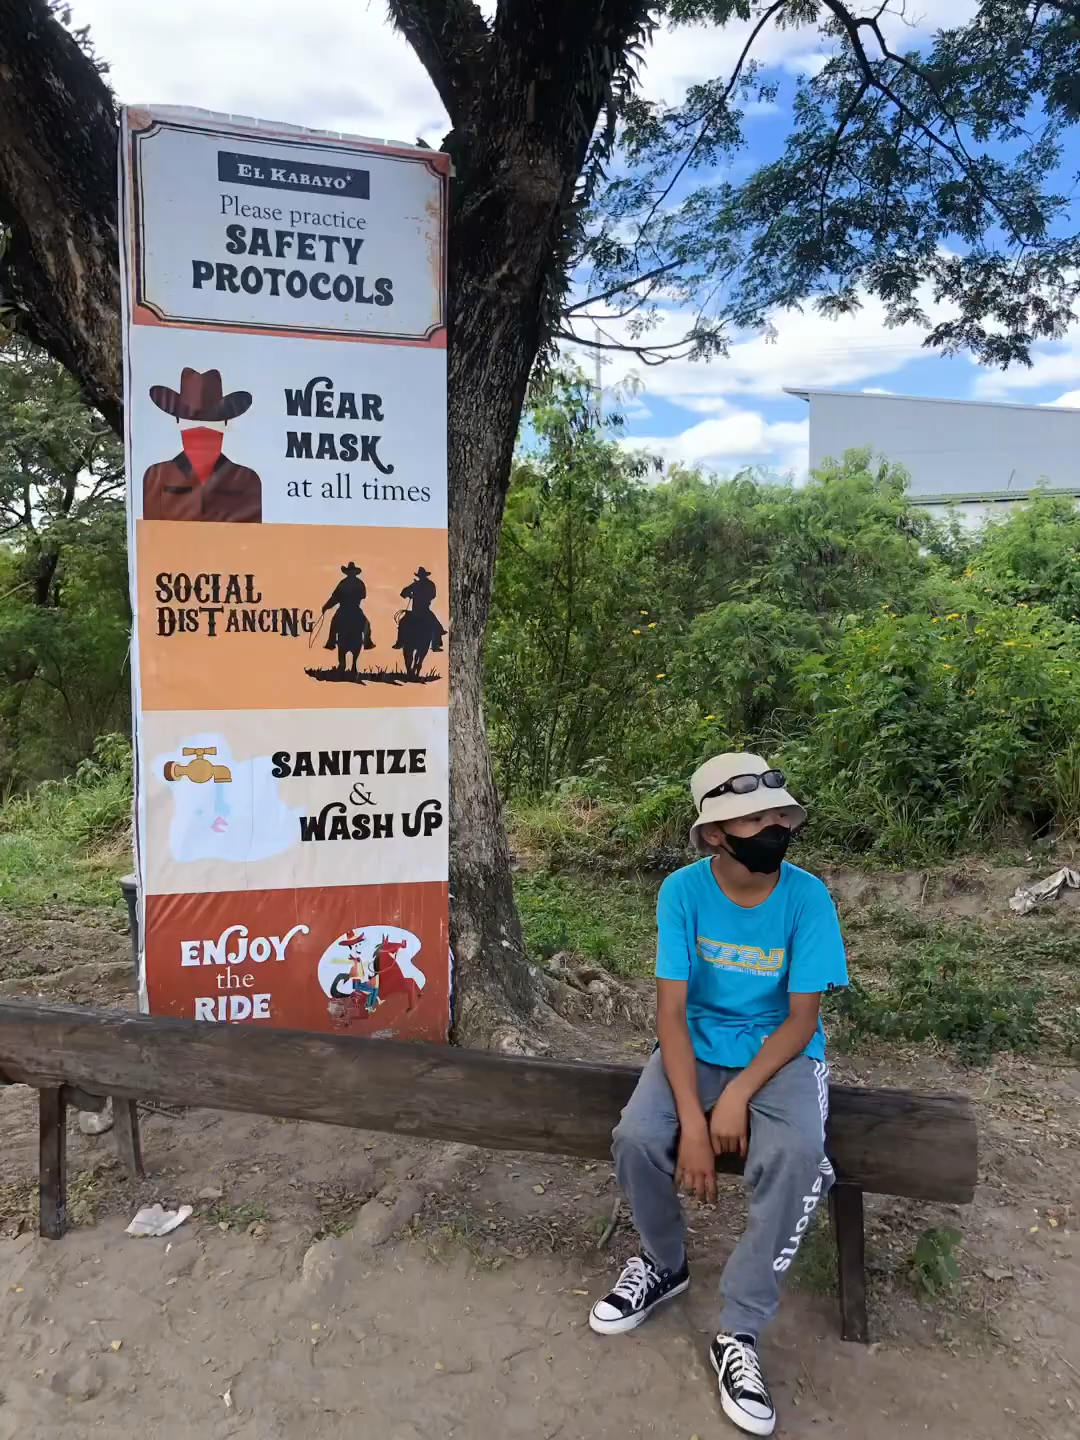 EL KABAYO
Please practice
SAFETY
PROTOCOLS
WEAR
MASK
at all times
SOCIAL
DISTANCING
SANITIZE
&
WASH UP
ENJOY
the
RIDE
sports